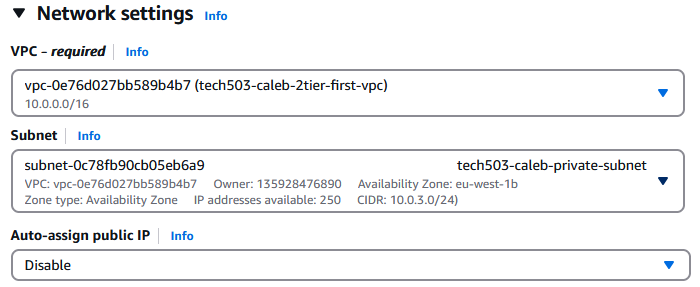 Network settings Info
VPC – required Info
vpc-0e76d027bb589b4b7 (tech503-caleb-2tier-first-vpc)
10.0.0.0/16
Subnet Info
subnet-0c78fb90cb05eb6a9 tech503-caleb-private-subnet
VPC: vpc-0e76d027bb589b4b7 Owner: 135928476890 Availability Zone: eu-west-1b
Zone type: Availability Zone IP addresses available: 250 CIDR: 10.0.3.0/24)
Auto-assign public IP Info
Disable